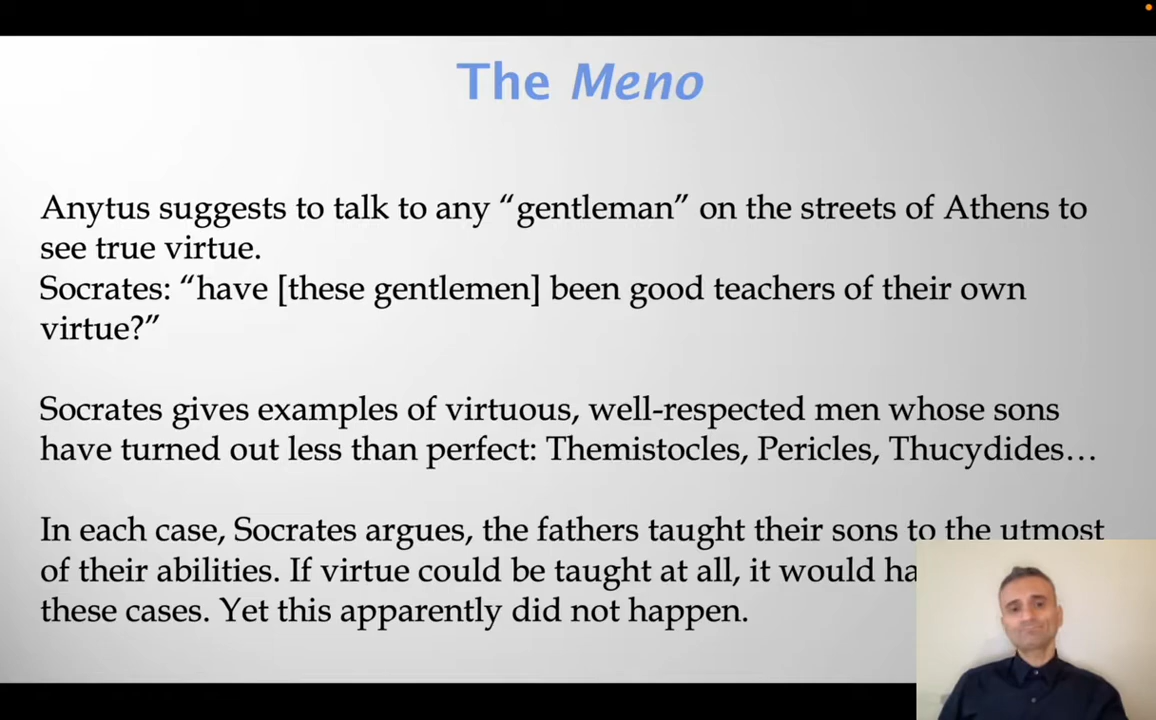 The Meno
Anytus suggests to talk to any “gentleman” on the streets of Athens to
see true virtue.
Socrates: “have [these gentlemen] been good teachers of their own
virtue?”
Socrates gives examples of virtuous, well-respected men whose sons
have turned out less than perfect: Themistocles, Pericles, Thucydides…
In each case, Socrates argues, the fathers taught their sons to the utmost
of their abilities. If virtue could be taught at all, it would
these cases. Yet this apparently did not happen.